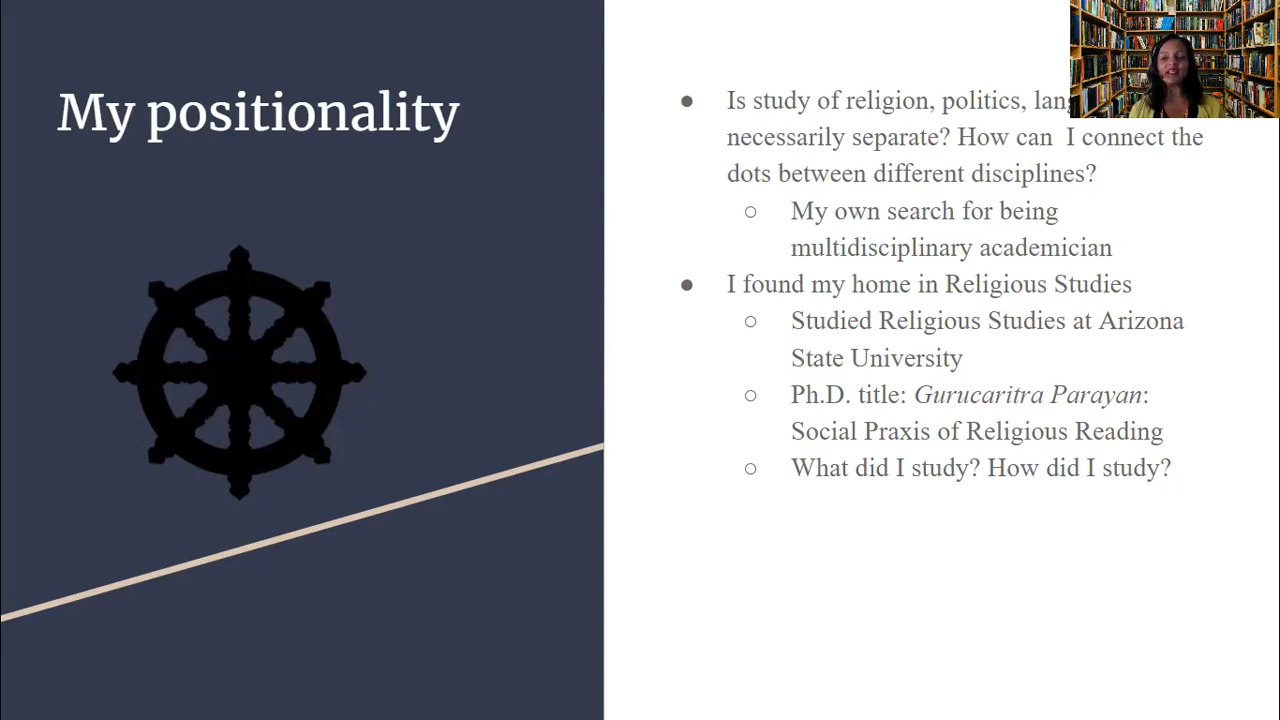 My positionality
Is study of religion, politics,
necessarily separate? How can I connect the
dots between different disciplines?
My own search for being
multidisciplinary academician
I found my home in Religious Studies
Studied Religious Studies at Arizona
State University
Ph.D. title: Gurucaritra Parayan:
Social Praxis of Religious Reading
What did I study? How did I study?